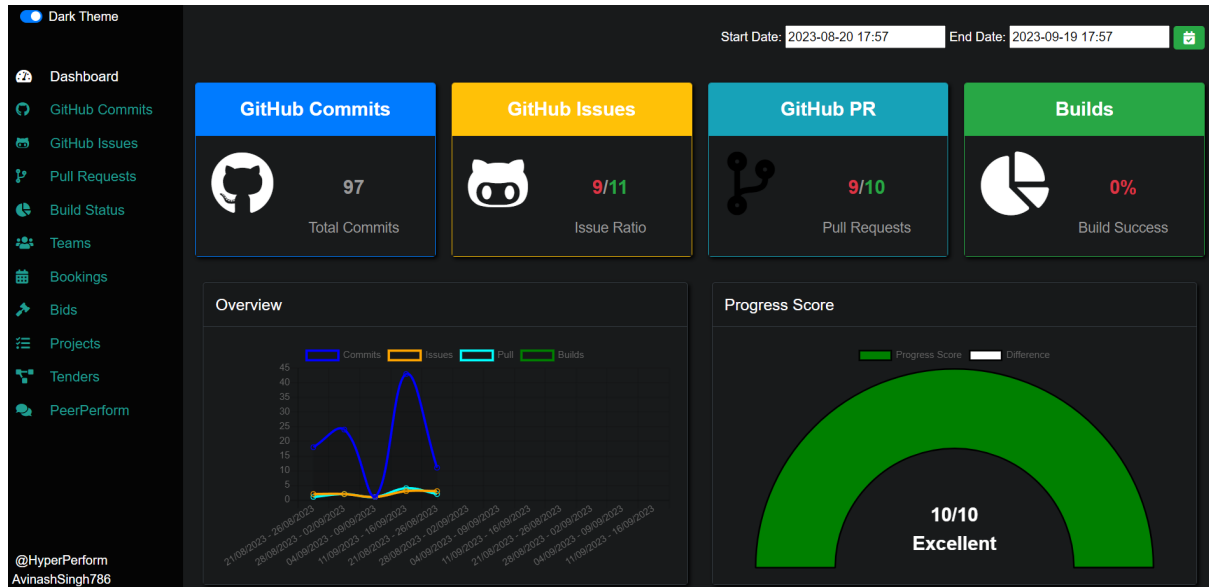 Dark Theme
Start Date: 2023-08-20 17:57 End Date: 2023-09-19 17:57
Dashboard
GitHub Commits
GitHub Issues
Pull Requests
Build Status
Teams
Bookings
Bids
Projects
Tenders
PeerPerform
@HyperPerform
AvinashSingh786
GitHub Commits
97
Total Commits
GitHub Issues
9/11
Issue Ratio
GitHub PR
9/10
Pull Requests
Builds
0%
Build Success
Overview
Commits Issues Pull Builds
45
40
35
30
25
20
15
10
5
0
21/08/2023 - 26/08/2023
28/08/2023 - 02/09/2023
04/09/2023 - 09/09/2023
11/09/2023 - 16/09/2023
21/08/2023 - 26/08/2023
28/08/2023 - 02/09/2023
04/09/2023 - 09/09/2023
11/09/2023 - 16/09/2023
21/08/2023 - 26/08/2023
28/08/2023 - 02/09/2023
04/09/2023 - 09/09/2023
11/09/2023 - 16/09/2023
Progress Score
Progress Score Difference
10/10
Excellent